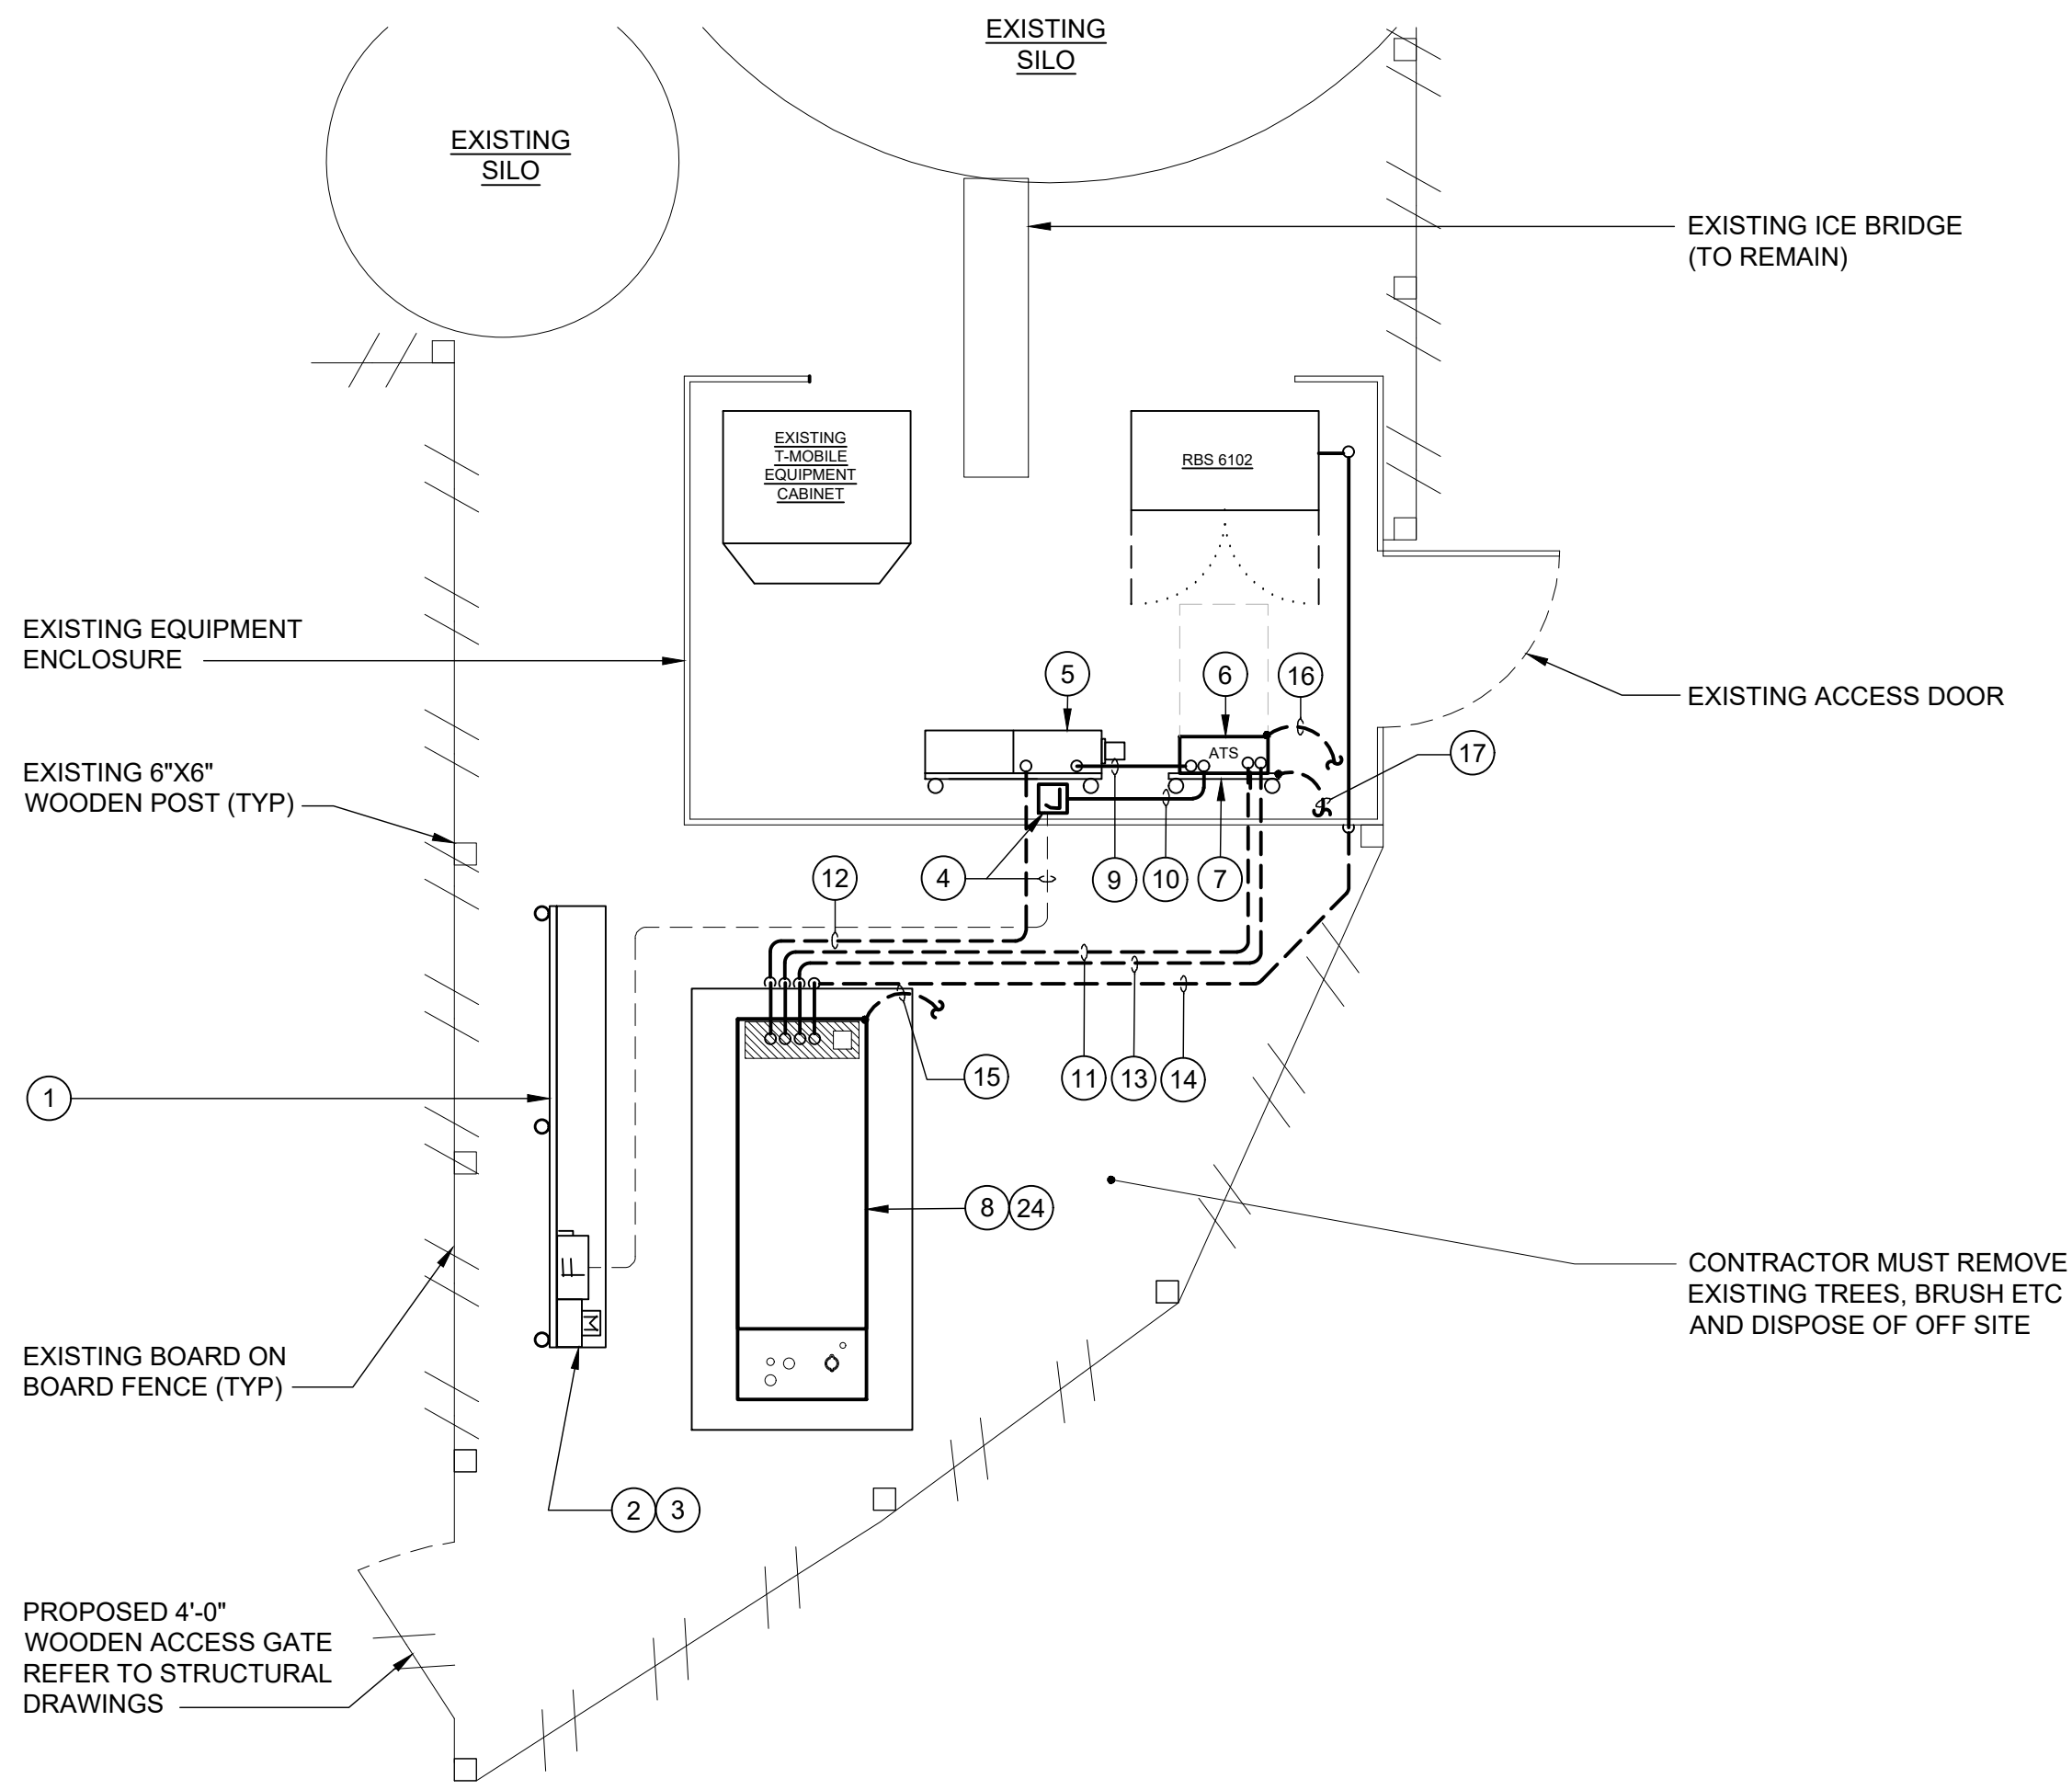 EXISTING
SILO
EXISTING
SILO
EXISTING ICE BRIDGE
(TO REMAIN)
EXISTING
T-MOBILE
EQUIPMENT
CABINET
RBS 6102
EXISTING EQUIPMENT
ENCLOSURE
5
6
16
EXISTING ACCESS DOOR
ATS
17
EXISTING 6"X6"
WOODEN POST (TYP)
J
12
4
9
10
7
15
11
13
14
1
8
24
CONTRACTOR MUST REMOVE
EXISTING TREES, BRUSH ETC
AND DISPOSE OF OFF SITE
M
EXISTING BOARD ON
BOARD FENCE (TYP)
2
3
PROPOSED 4'-0"
WOODEN ACCESS GATE
REFER TO STRUCTURAL
DRAWINGS